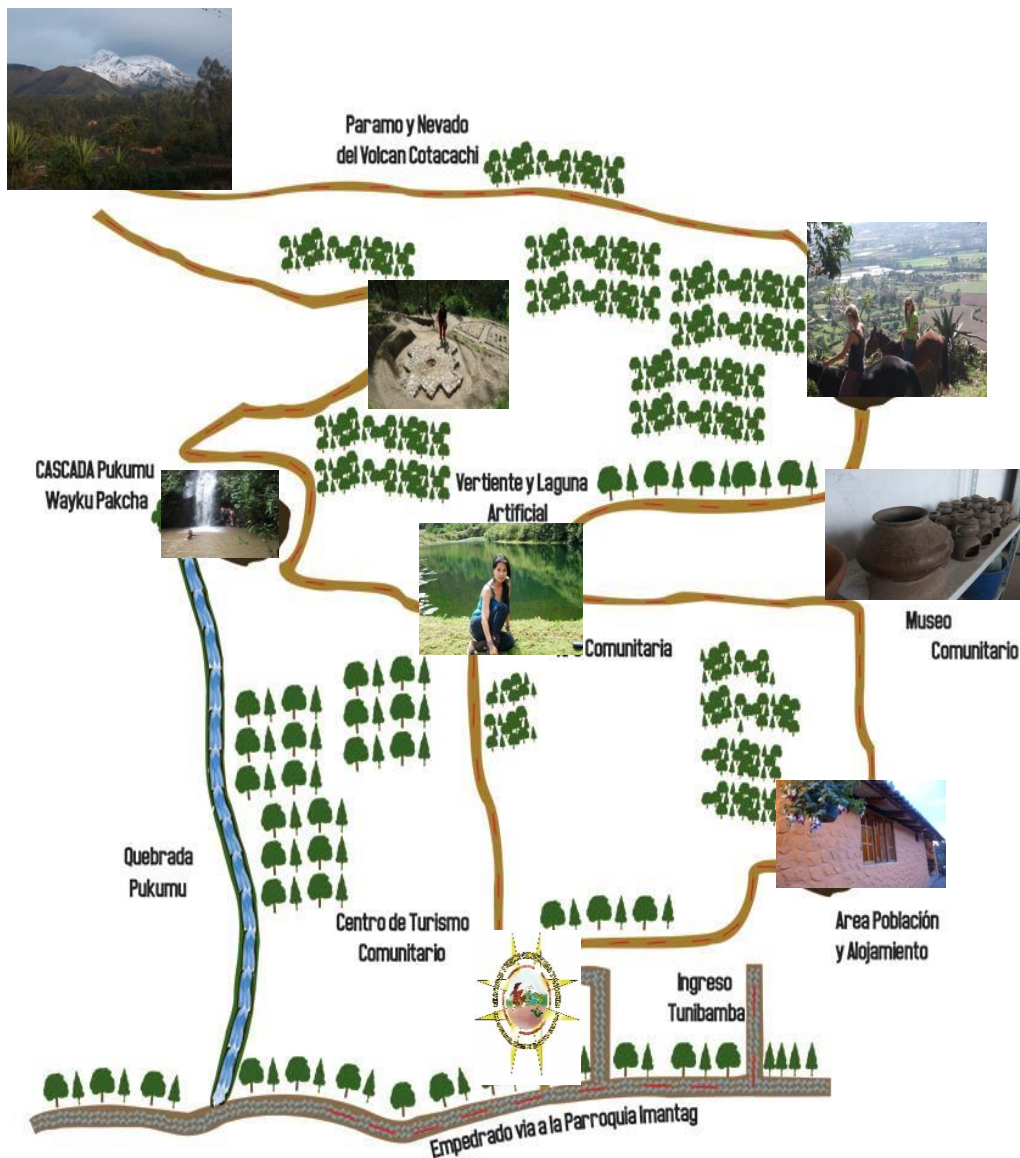 Paramo y Nevado
del Volcan Cotacachi
CASCADA Pukumu
Wayku Pakcha
Vertiente y Laguna
Artificial
Museo
Comunitario
Comunitaria
Quebrada
Pukumu
Centro de Turismo
Comunitario
Area Población
y Alojamiento
Ingreso
Tunibamba
Empedrado via a la Parroquia Imantag